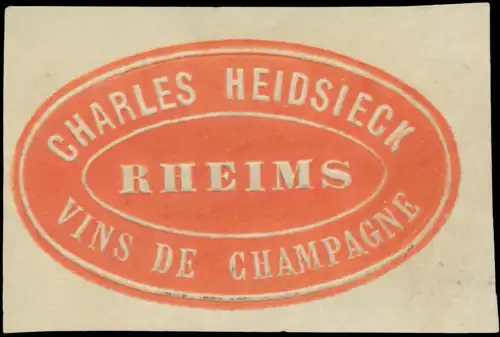 CHARLES HEIDSIECK
RHEIMS
VINS DE CHAMPAGNE